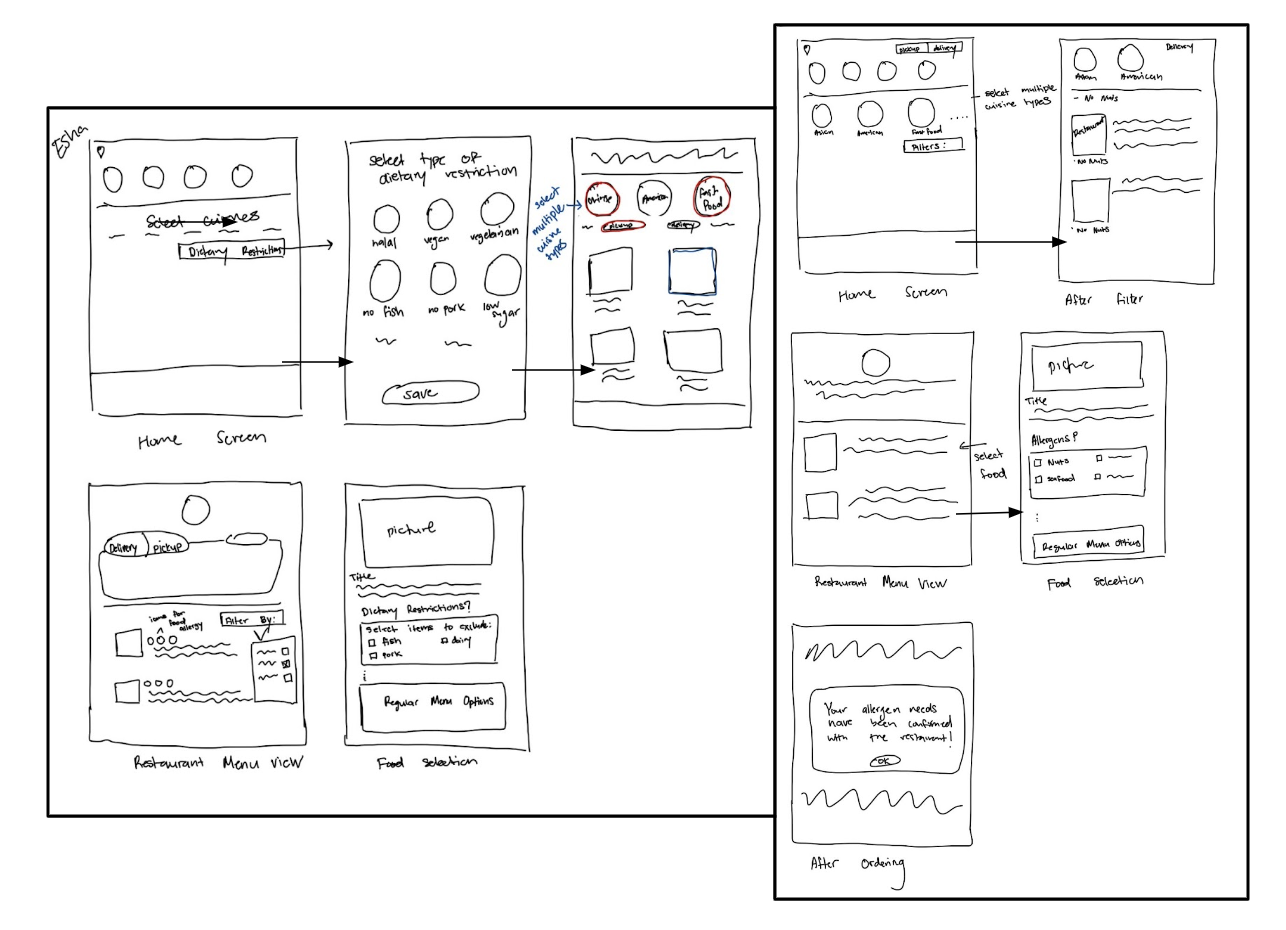 Esha
Select cuisines
Dietary Restriction
Home Screen
select type of
dietary restriction
halal
vegan
vegetarian
no fish
no pork
low
sugar
save
select
multiple
cuisine
types
American
fast
food
pickup
delivery
Delivery
pickup
icons for
food
allergy
Filter By:
Restaurant Menu View
picture
Title
Dietary Restrictions?
Select items to exclude:
fish
dairy
pork
Regular Menu Options
Food Selection
pickup
delivery
Asian
American
Fast food
....
Filters:
select multiple
cuisine types
Home Screen
Delivery
Asian
American
- No Nuts
Restaurant
· No Nuts
· No Nuts
After filter
select
food
Restaurant Menu View
picture
Title
Allergens?
Nuts
seafood
Regular Menu Options
Food Selection
Your allergen needs
have been confirmed
with the restaurant!
OK
After Ordering